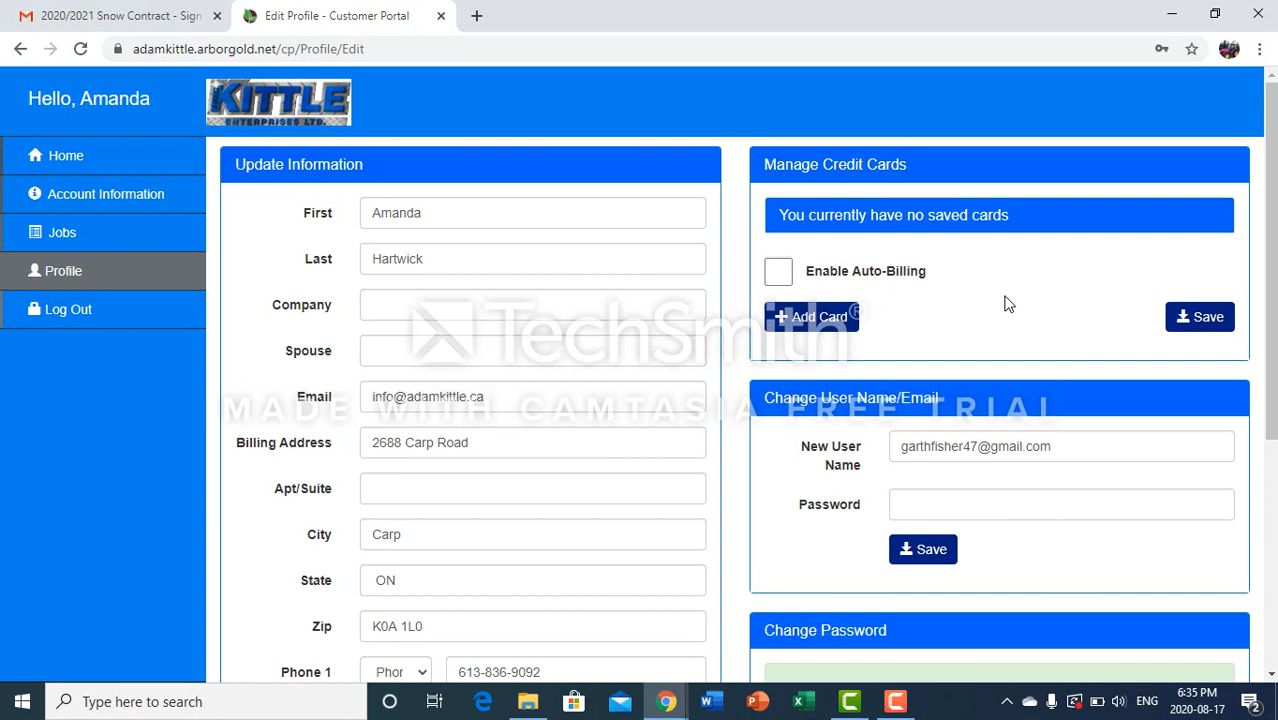 2020/2021 Snow Contract - Sign
Edit Profile - Customer Portal
adamkittle.arborgold.net/cp/Profile/Edit
Hello, Amanda
KITTLE
ENTERPRISES LTD.
Home
Account Information
Jobs
Profile
Log Out
Update Information
First Amanda
Last Hartwick
Company
Spouse
Email info@adamkittle.ca
Billing Address 2688 Carp Road
Apt/Suite
City Carp
State ON
Zip K0A 1L0
Phone 1 Phor 613-836-9092
Manage Credit Cards
You currently have no saved cards
Enable Auto-Billing
Add Card Save
Change User Name/Email
New User
Name
garthfisher47@gmail.com
Password
Save
Change Password
TechSmith®
MADE WITH CAMTASIA FREE TRIAL
Type here to search
ENG
6:35 PM
2020-08-17
2